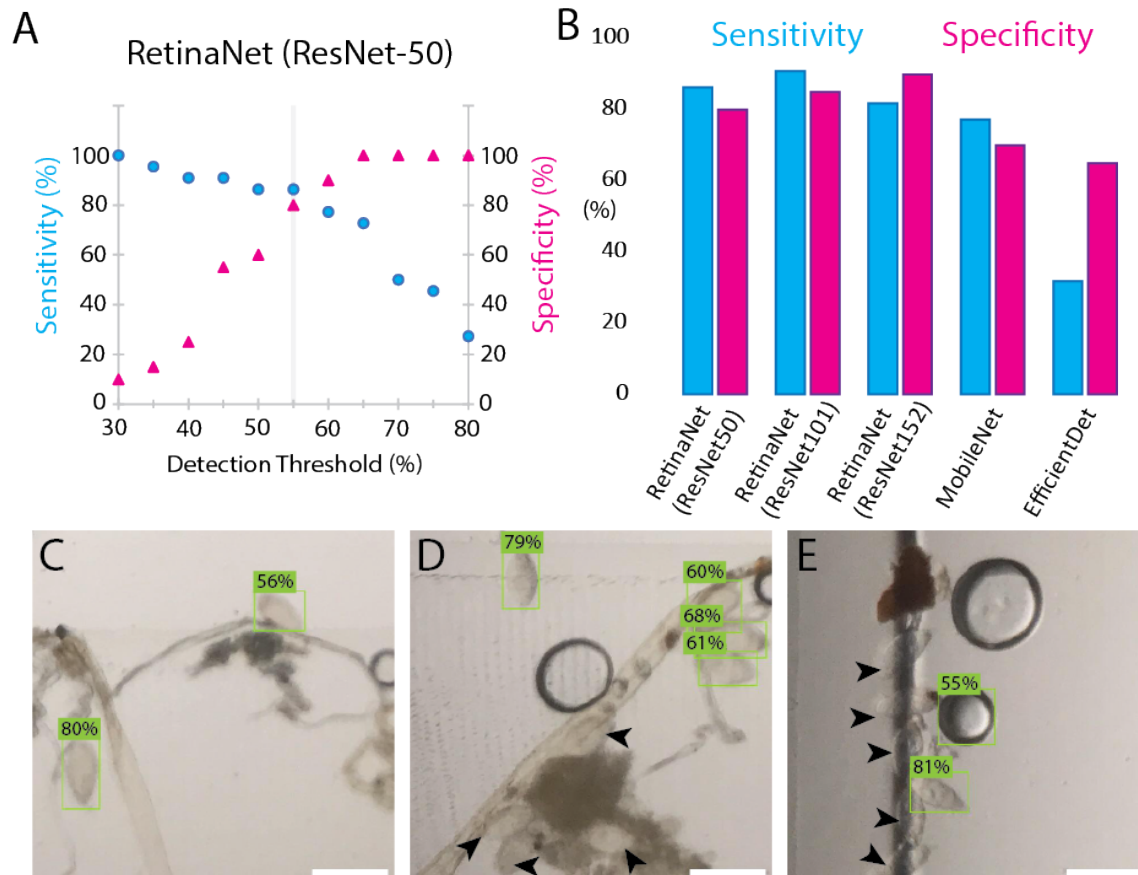 A
RetinaNet (ResNet-50)
Sensitivity (%)
Specificity (%)
100
80
60
40
20
0
100
80
60
40
20
0
30
40
50
60
70
80
Detection Threshold (%)
B
Sensitivity
Specificity
100
80
(%)
60
40
20
0
RetinaNet
(ResNet50)
RetinaNet
(ResNet101)
RetinaNet
(ResNet152)
MobileNet
EfficientDet
C
56%
80%
D
79%
60%
68%
61%
E
55%
81%